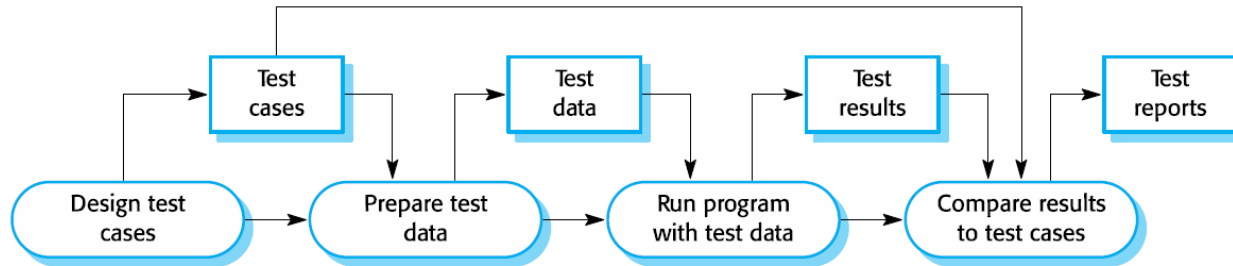 Test
cases
Test
data
Test
results
Test
reports
Design test
cases
Prepare test
data
Run program
with test data
Compare results
to test cases